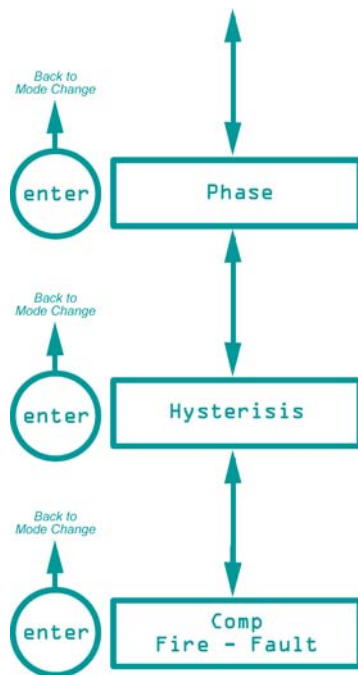 Back to
Mode Change
enter
Phase
Back to
Mode Change
enter
Hysterisis
Back to
Mode Change
enter
Comp
Fire - Fault